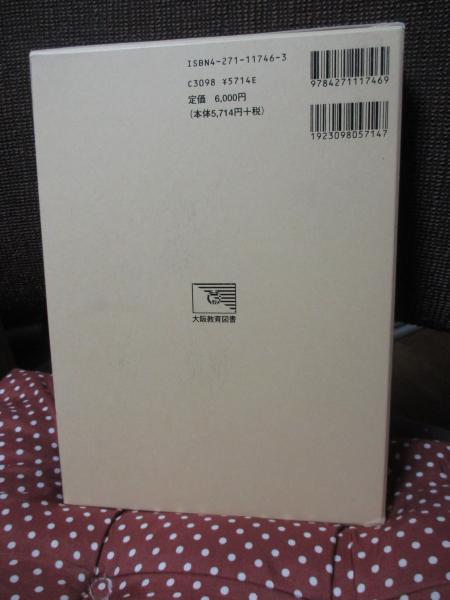 ISBN4-271-11746-3
C3098 ¥5714E
定価 6,000円
(本体5,714円+税)
9784271117469
1923098057147
大阪教育図書